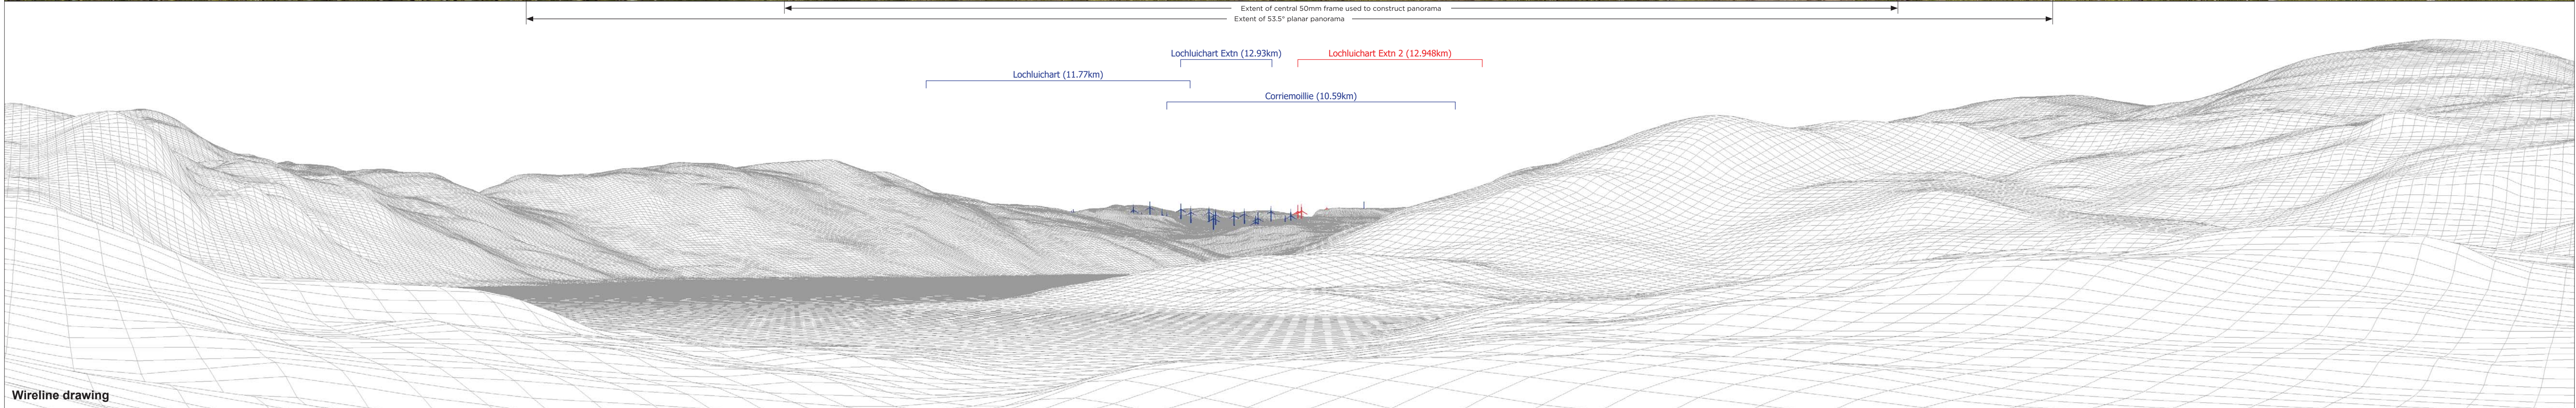 Extent of central 50mm frame used to construct panorama
Extent of 53.5° planar panorama
Lochluichart Extn (12.93km)
Lochluichart Extn 2 (12.948km)
Lochluichart (11.77km)
Corriemoillie (10.59km)
Wireline drawing